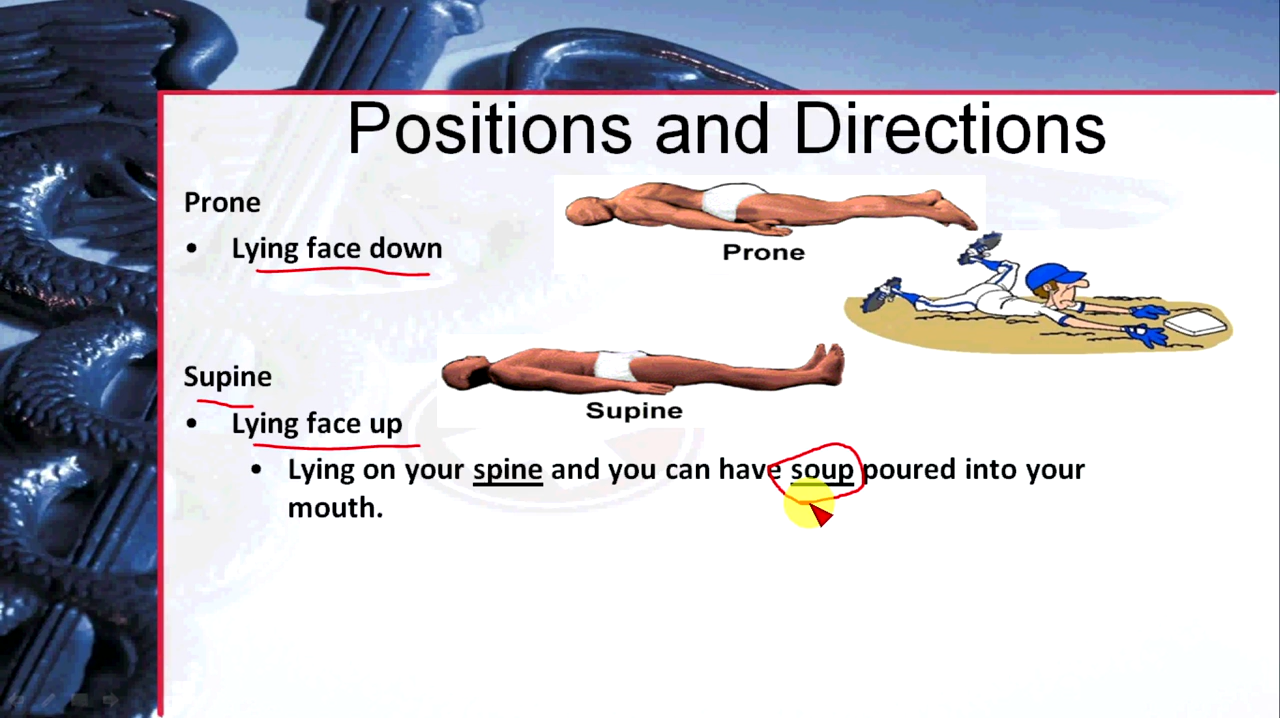 Positions and Directions
Prone
• Lying face down
Prone
Supine
• Lying face up
Supine
• Lying on your spine and you can have soup poured into your
mouth.